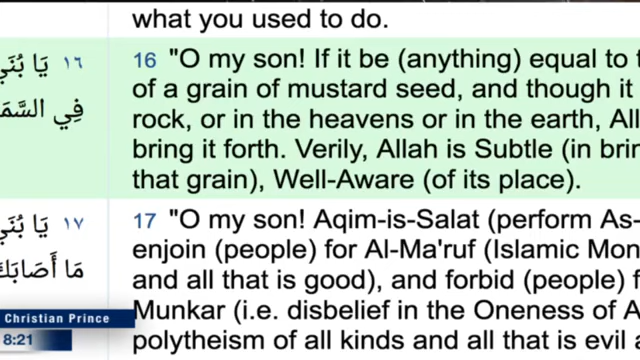 what you used to do.
١٦ يَا بُنَيَّ
فِي السَّمَا
16 "O my son! If it be (anything) equal to
of a grain of mustard seed, and though it
rock, or in the heavens or in the earth, All
bring it forth. Verily, Allah is Subtle (in brin
that grain), Well-Aware (of its place).
١٧ يَا بُنَيَّ
مَا أَصَابَكَ
17 "O my son! Aqim-is-Salat (perform As-
enjoin (people) for Al-Ma'ruf (Islamic Mon
and all that is good), and forbid (people) f
Munkar (i.e. disbelief in the Oneness of A
polytheism of all kinds and all that is evil a
Christian Prince
8:21